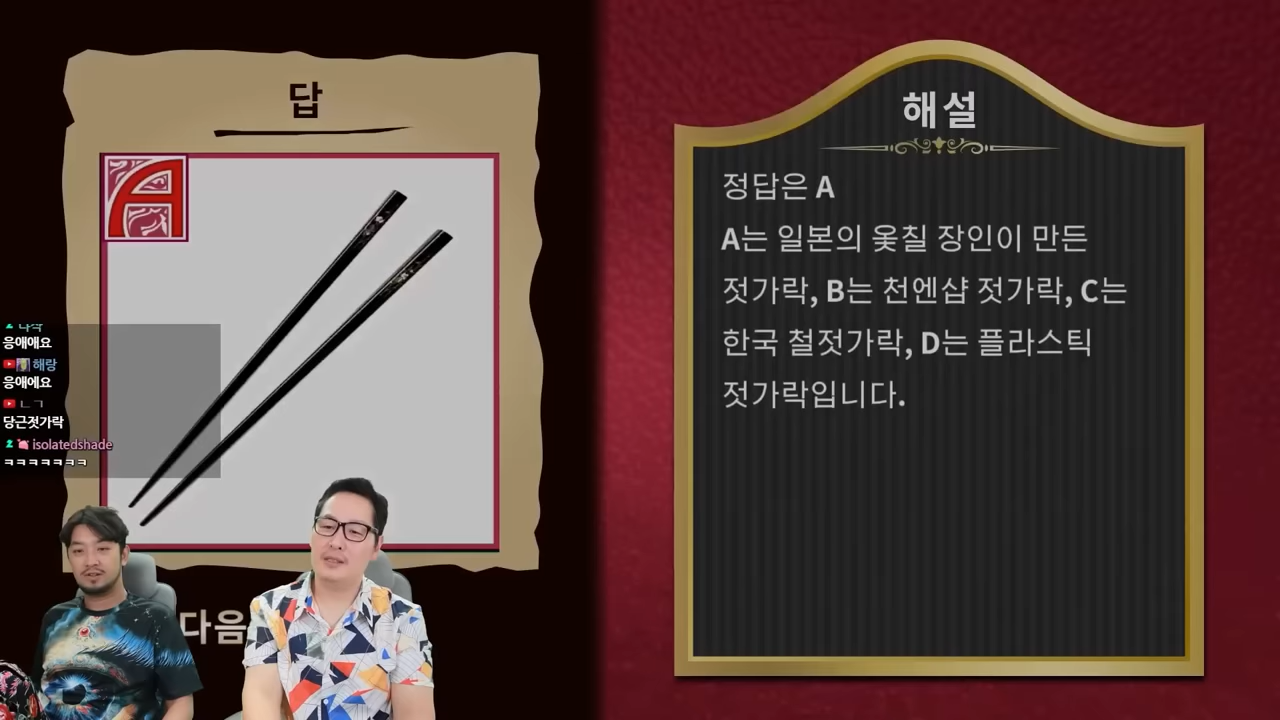 답
A
응애애요
해랑
응애에요
ㄴㄱ
당근젓가락
isolatedshade
ㅋㅋㅋㅋㅋㅋㅋ
다음
해설
정답은 A
A는 일본의 옻칠 장인이 만든
젓가락, B는 천엔샵 젓가락, C는
한국 철젓가락, D는 플라스틱
젓가락입니다.